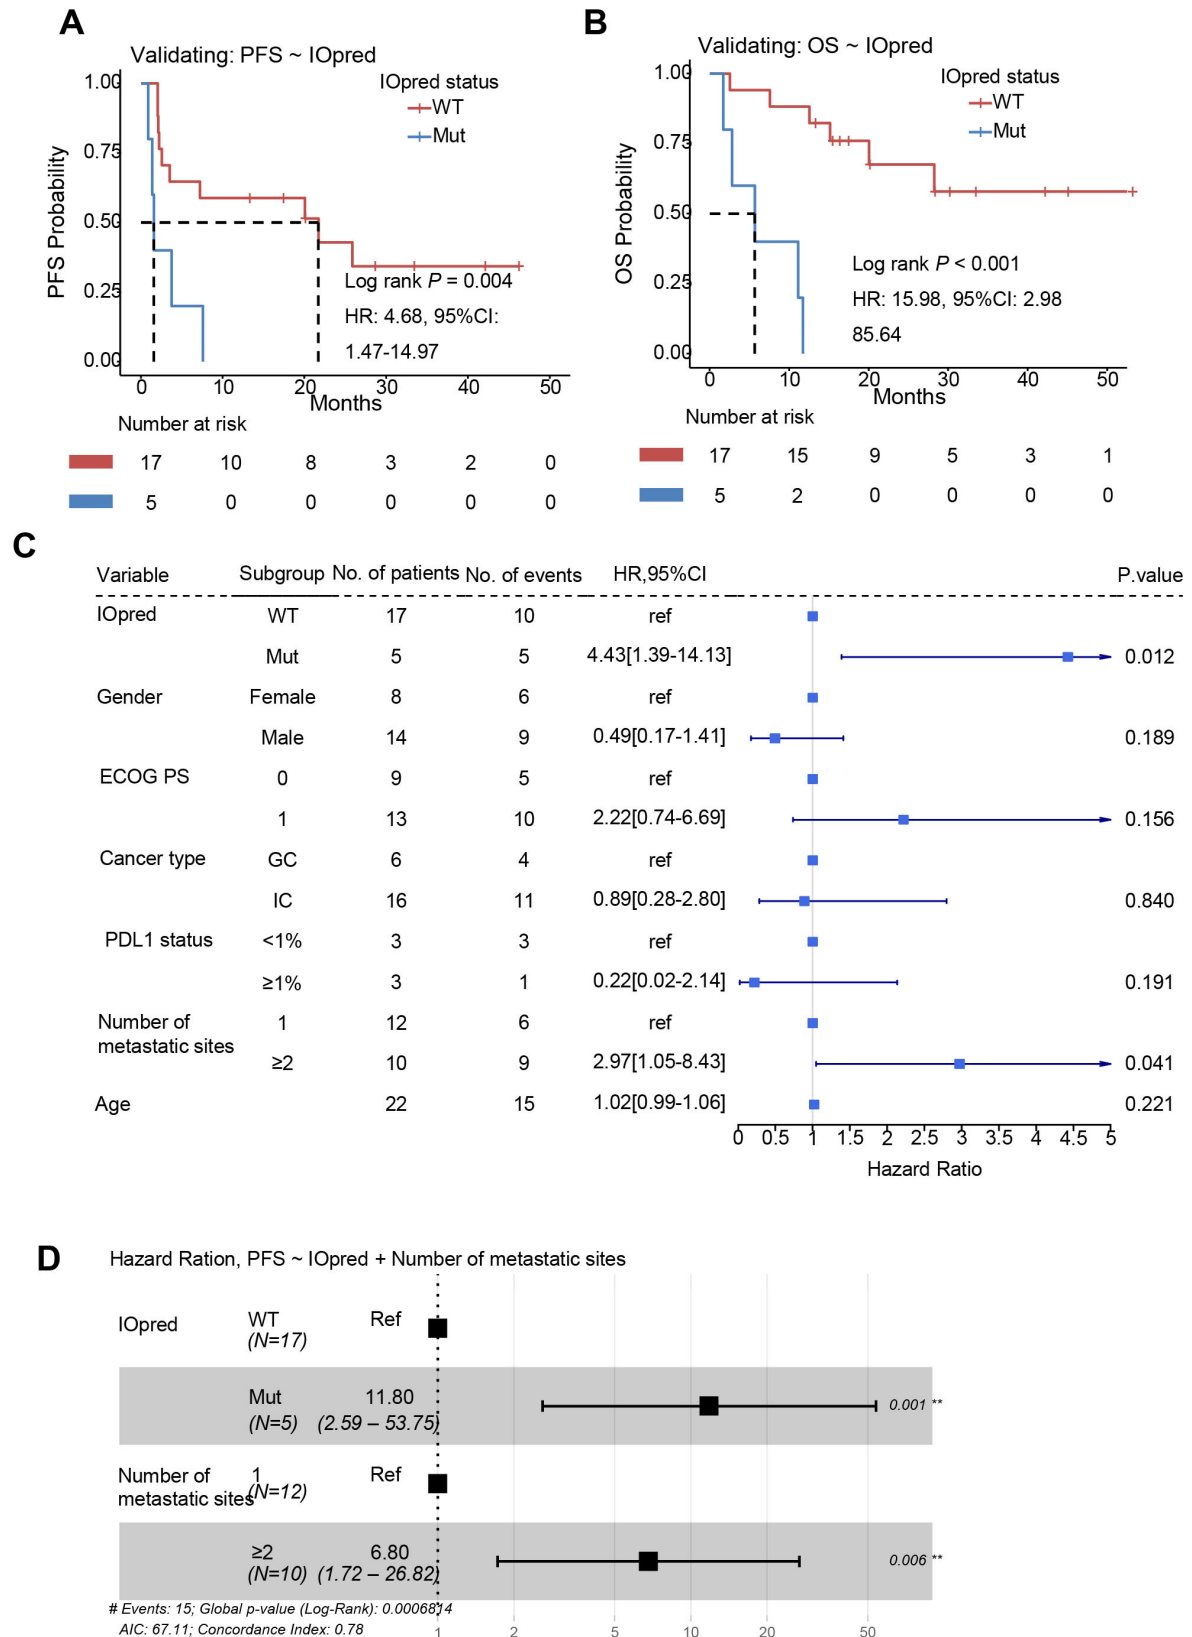 A
Validating: PFS ~ IOpred
IOpred status
WT
Mut
PFS Probability
1.00
0.75
0.50
0.25
0.00
Log rank P = 0.004
HR: 4.68, 95%CI:
1.47-14.97
0 10 20 30 40 50
Months
Number at risk
17 10 8 3 2 0
5 0 0 0 0 0
B
Validating: OS ~ IOpred
IOpred status
WT
Mut
OS Probability
1.00
0.75
0.50
0.25
0.00
Log rank P < 0.001
HR: 15.98, 95%CI: 2.98
85.64
0 10 20 30 40 50
Months
Number at risk
17 15 9 5 3 1
5 2 0 0 0 0
C
Variable Subgroup No. of patients No. of events HR,95%CI P.value
IOpred WT 17 10 ref
Mut 5 5 4.43[1.39-14.13] 0.012
Gender Female 8 6 ref
Male 14 9 0.49[0.17-1.41] 0.189
ECOG PS 0 9 5 ref
1 13 10 2.22[0.74-6.69] 0.156
Cancer type GC 6 4 ref
IC 16 11 0.89[0.28-2.80] 0.840
PDL1 status <1% 3 3 ref
≥1% 3 1 0.22[0.02-2.14] 0.191
Number of
metastatic sites 1 12 6 ref
≥2 10 9 2.97[1.05-8.43] 0.041
Age 22 15 1.02[0.99-1.06] 0.221
0 0.5 1 1.5 2 2.5 3 3.5 4 4.5 5
Hazard Ratio
D
Hazard Ration, PFS ~ IOpred + Number of metastatic sites
IOpred WT Ref
(N=17)
Mut 11.80
(N=5) (2.59 – 53.75) 0.001 **
Number of 1 Ref
metastatic sites (N=12)
≥2 6.80
(N=10) (1.72 – 26.82) 0.006 **
# Events: 15; Global p-value (Log-Rank): 0.0006814
AIC: 67.11; Concordance Index: 0.78
1 2 5 10 20 50